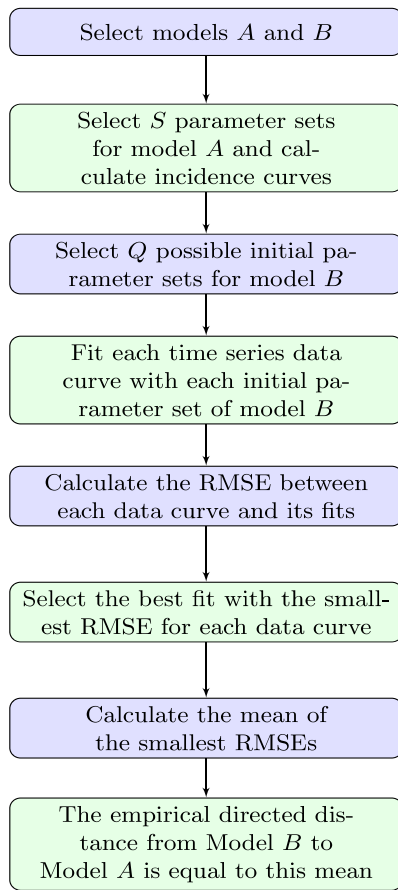 Select models A and B
Select S parameter sets
for model A and cal-
culate incidence curves
Select Q possible initial pa-
rameter sets for model B
Fit each time series data
curve with each initial pa-
rameter set of model B
Calculate the RMSE between
each data curve and its fits
Select the best fit with the small-
est RMSE for each data curve
Calculate the mean of
the smallest RMSEs
The empirical directed dis-
tance from Model B to
Model A is equal to this mean